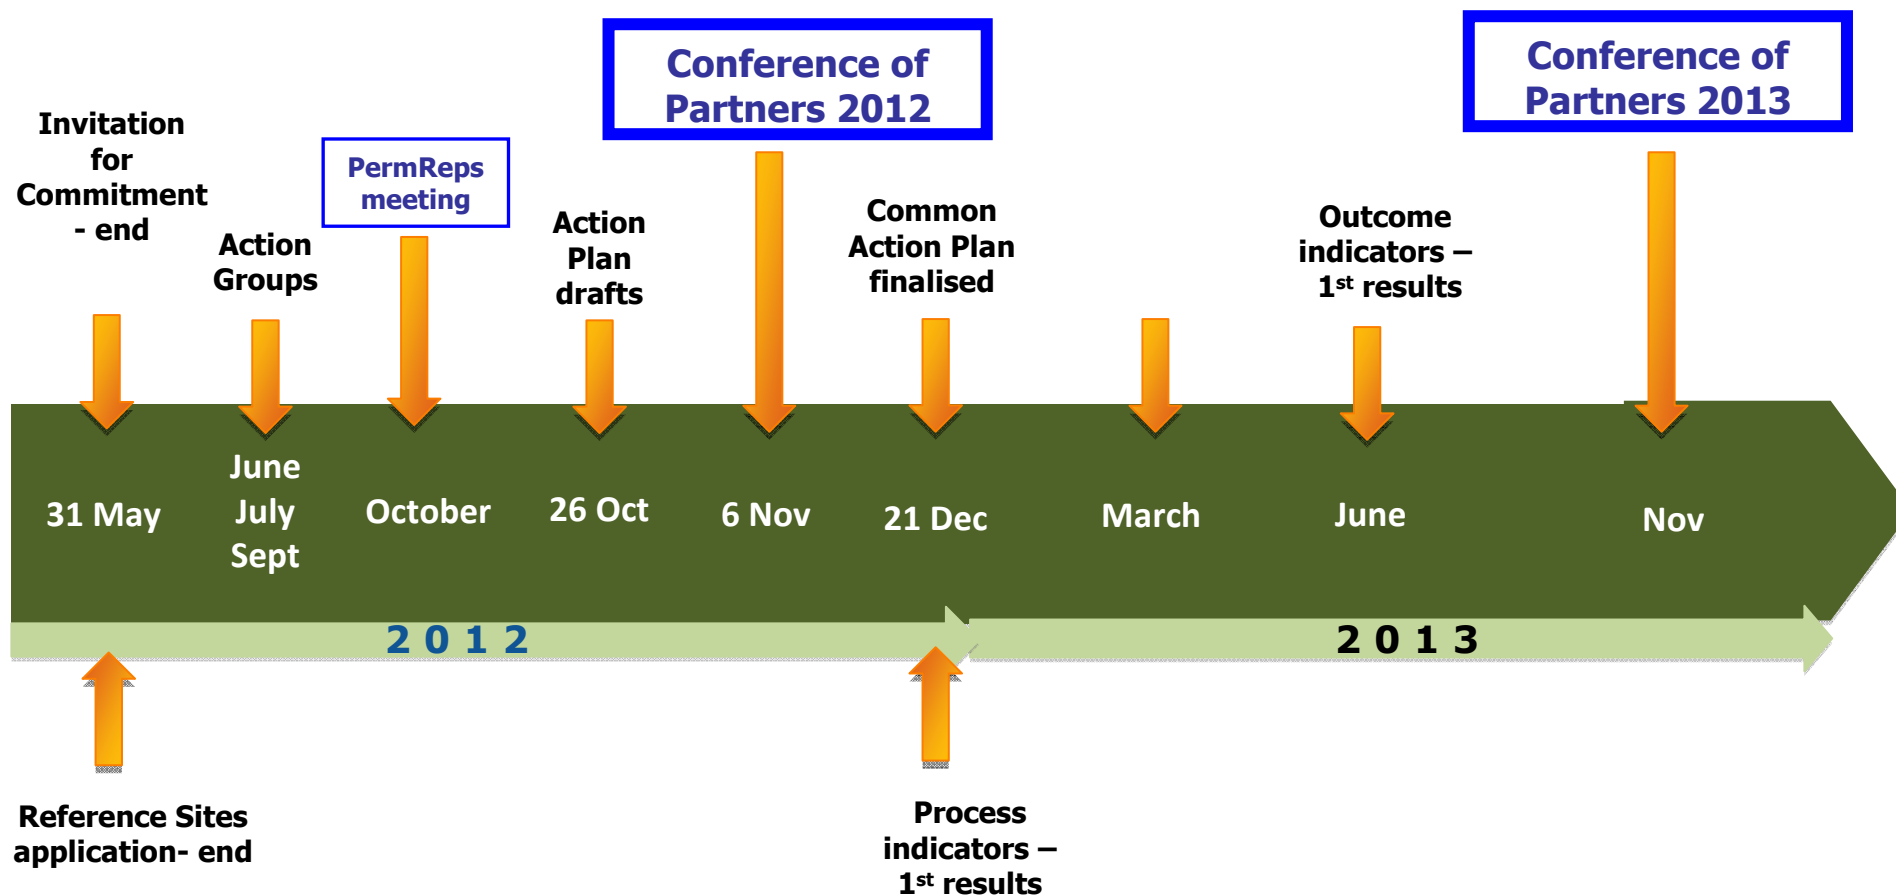 Invitation
for
Commitment
- end
Action
Groups
PermReps
meeting
Action
Plan
drafts
Conference of
Partners 2012
Common
Action Plan
finalised
Outcome
indicators –
1st results
Conference of
Partners 2013
31 May
June
July
Sept
October
26 Oct
6 Nov
21 Dec
March
June
Nov
2 0 1 2
2 0 1 3
Reference Sites
application- end
Process
indicators –
1st results